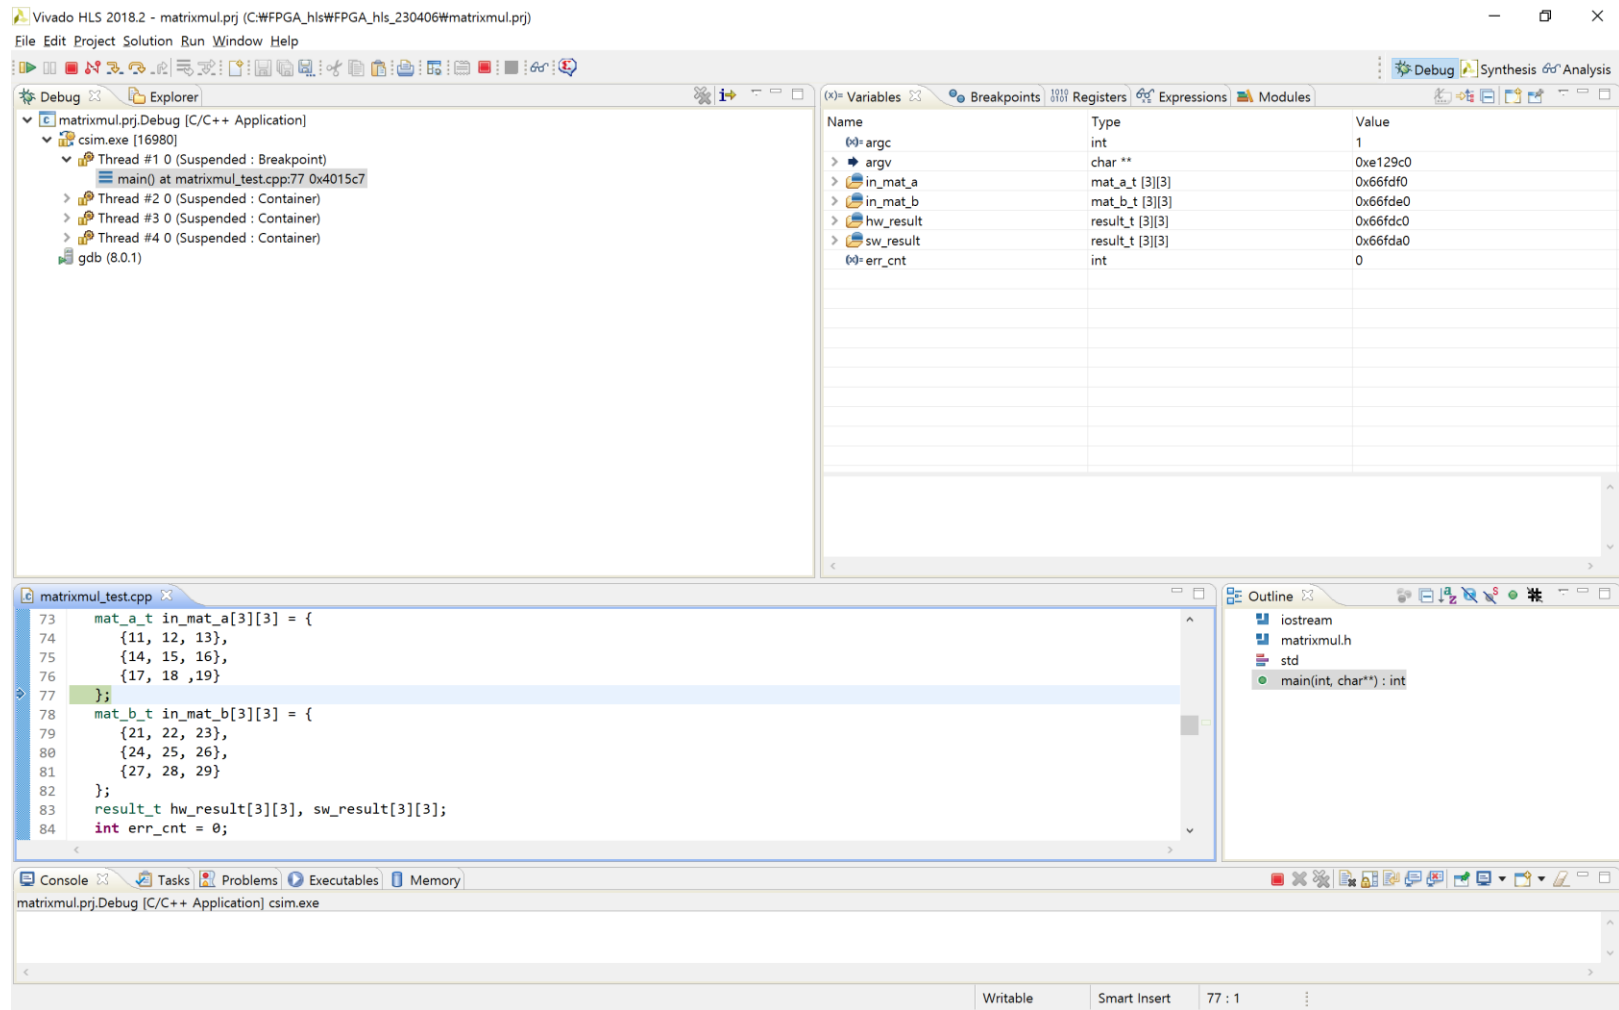 Vivado HLS 2018.2 - matrixmul.prj (C:₩FPGA_hls₩FPGA_hls_230406₩matrixmul.prj)
File Edit Project Solution Run Window Help
Debug Synthesis Analysis
Debug Explorer
matrixmul.prj.Debug [C/C++ Application]
csim.exe [16980]
Thread #1 0 (Suspended : Breakpoint)
main() at matrixmul_test.cpp:77 0x4015c7
Thread #2 0 (Suspended : Container)
Thread #3 0 (Suspended : Container)
Thread #4 0 (Suspended : Container)
gdb (8.0.1)
(x)= Variables Breakpoints Registers Expressions Modules
Name Type Value
(x)= argc int 1
argv char ** 0xe129c0
in_mat_a mat_a_t [3][3] 0x66fdf0
in_mat_b mat_b_t [3][3] 0x66fde0
hw_result result_t [3][3] 0x66fdc0
sw_result result_t [3][3] 0x66fda0
(x)= err_cnt int 0
matrixmul_test.cpp
73 mat_a_t in_mat_a[3][3] = {
74 {11, 12, 13},
75 {14, 15, 16},
76 {17, 18 ,19}
77 };
78 mat_b_t in_mat_b[3][3] = {
79 {21, 22, 23},
80 {24, 25, 26},
81 {27, 28, 29}
82 };
83 result_t hw_result[3][3], sw_result[3][3];
84 int err_cnt = 0;
Outline
iostream
matrixmul.h
std
main(int, char**) : int
Console Tasks Problems Executables Memory
matrixmul.prj.Debug [C/C++ Application] csim.exe
Writable Smart Insert 77 : 1